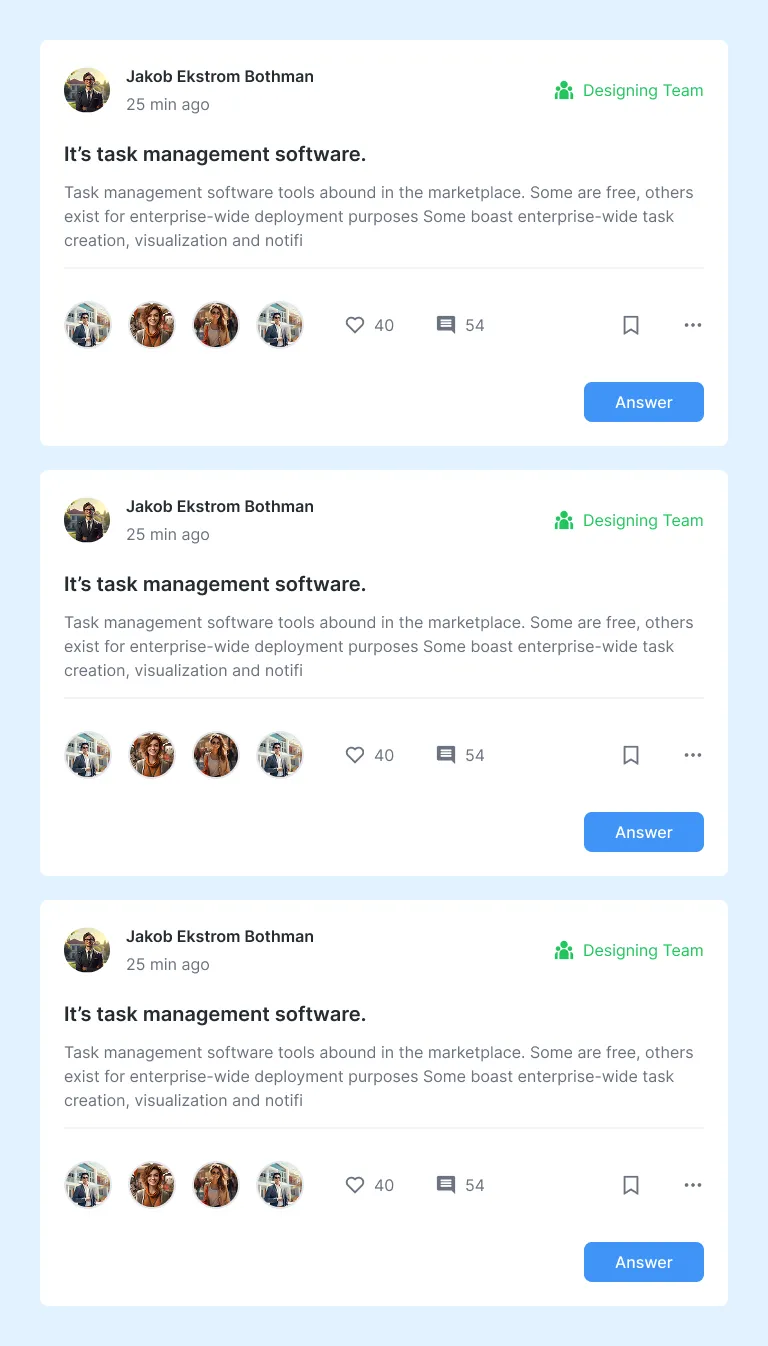 Jakob Ekstrom Bothman
25 min ago
Designing Team
It’s task management software.
Task management software tools abound in the marketplace. Some are free, others
exist for enterprise-wide deployment purposes Some boast enterprise-wide task
creation, visualization and notifi
40
54
Answer
Jakob Ekstrom Bothman
25 min ago
Designing Team
It’s task management software.
Task management software tools abound in the marketplace. Some are free, others
exist for enterprise-wide deployment purposes Some boast enterprise-wide task
creation, visualization and notifi
40
54
Answer
Jakob Ekstrom Bothman
25 min ago
Designing Team
It’s task management software.
Task management software tools abound in the marketplace. Some are free, others
exist for enterprise-wide deployment purposes Some boast enterprise-wide task
creation, visualization and notifi
40
54
Answer